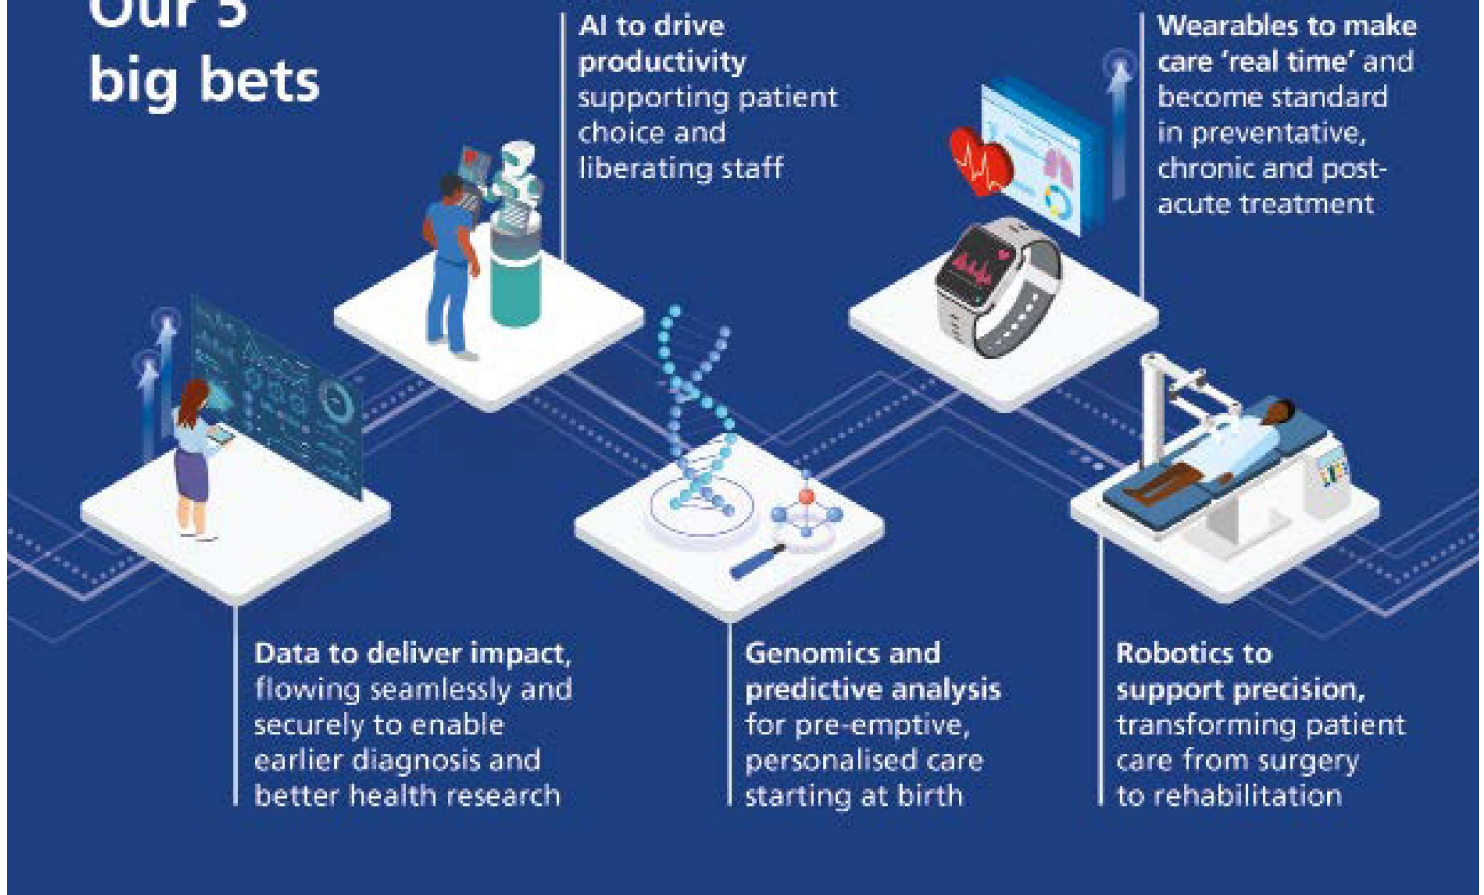 Our 5
big bets
AI to drive
productivity
supporting patient
choice and
liberating staff
Wearables to make
care ‘real time’ and
become standard
in preventative,
chronic and post-
acute treatment
Data to deliver impact,
flowing seamlessly and
securely to enable
earlier diagnosis and
better health research
Genomics and
predictive analysis
for pre-emptive,
personalised care
starting at birth
Robotics to
support precision,
transforming patient
care from surgery
to rehabilitation